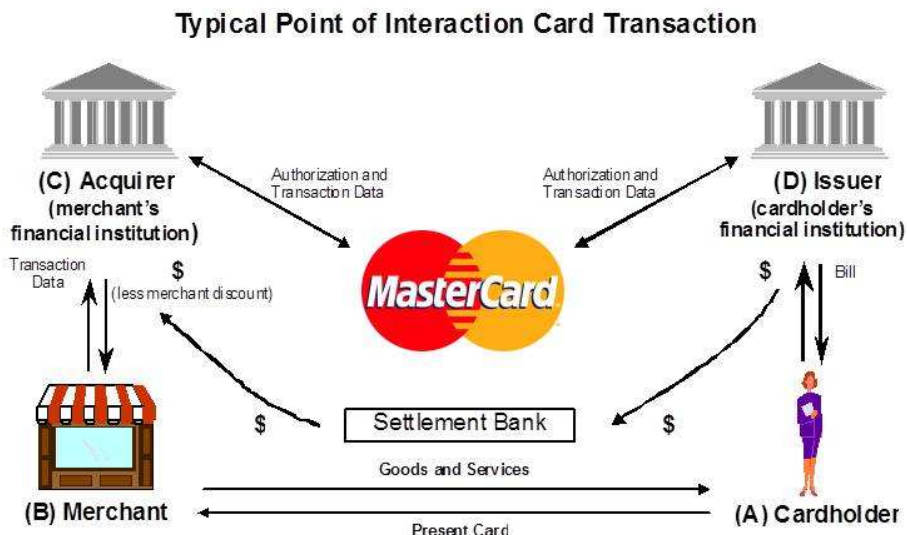 Typical Point of Interaction Card Transaction
(C) Acquirer
(merchant's
financial institution)
Authorization and
Transaction Data
Authorization and
Transaction Data
(D) Issuer
(cardholder's
financial institution)
Transaction
Data
$
(less merchant discount)
MasterCard
$
Bill
$
Settlement Bank
$
Goods and Services
(B) Merchant
Present Card
(A) Cardholder